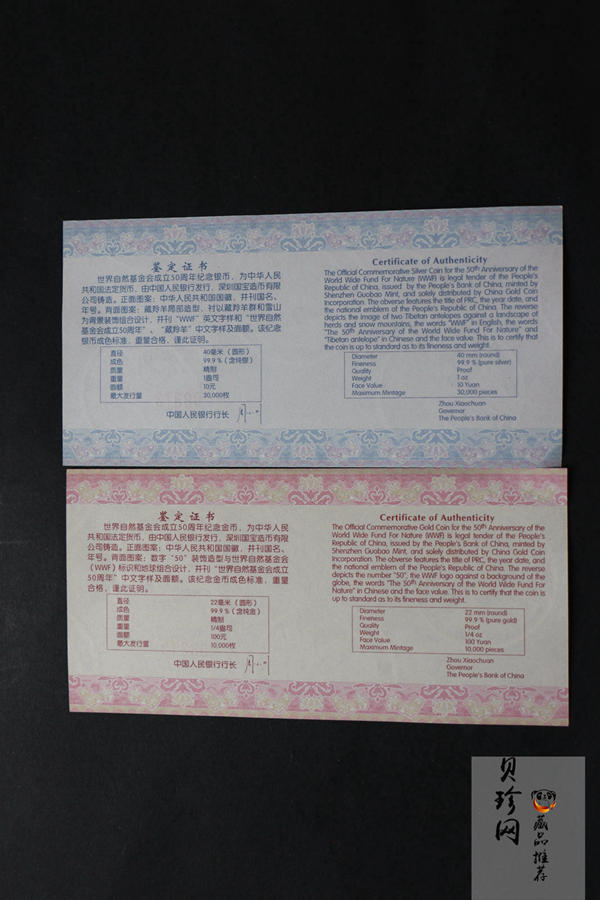 鉴定证书
世界自然基金会成立50周年纪念银币，为中华人民
共和国法定货币，由中国人民银行发行，深圳国宝造币有限
公司铸造。正面图案：中华人民共和国国徽，并刊国名、
年号。背面图案：藏羚羊局部造型，衬以藏羚羊群和雪山
为背景装饰组合设计，并刊“WWF”英文字样和“世界自然
基金会成立50周年”、“藏羚羊”中文字样及面额。该纪念
银币成色标准，重量合格，谨此证明。
直径 40毫米（圆形）
成色 99.9％（含纯银）
质量 精制
重量 1盎司
面额 10元
最大发行量 30,000枚
中国人民银行行长
Certificate of Authenticity
The Official Commemorative Silver Coin for the 50th Anniversary of the
World Wide Fund For Nature (WWF) is legal tender of the People's
Republic of China, issued by the People's Bank of China, minted by
Shenzhen Guobao Mint, and solely distributed by China Gold Coin
Incorporation. The obverse features the title of PRC, the year date, and
the national emblem of the People's Republic of China. The reverse
depicts the image of two Tibetan antelopes against a landscape of
herds and snow mountains, the words "WWF" in English, the words
"The 50th Anniversary of the World Wide Fund For Nature" and
"Tibetan antelope" in Chinese and the face value. This is to certify that
the coin is up to standard as to its fineness and weight.
Diameter 40 mm (round)
Fineness 99.9 % (pure silver)
Quality Proof
Weight 1 oz
Face Value 10 Yuan
Maximum Mintage 30,000 pieces
Zhou Xiaochuan
Governor
The People's Bank of China
鉴定证书
世界自然基金会成立50周年纪念金币，为中华人民
共和国法定货币，由中国人民银行发行，深圳国宝造币有限
公司铸造。正面图案：中华人民共和国国徽，并刊国名、
年号。背面图案：数字“50”装饰造型与世界自然基金会
（WWF）标识和地球组合设计，并刊“世界自然基金会成立
50周年”中文字样及面额。该纪念金币成色标准，重量
合格，谨此证明。
直径 22毫米（圆形）
成色 99.9％（含纯金）
质量 精制
重量 1/4盎司
面额 100元
最大发行量 10,000枚
中国人民银行行长
Certificate of Authenticity
The Official Commemorative Gold Coin for the 50th Anniversary of the
World Wide Fund For Nature (WWF) is legal tender of the People's
Republic of China, issued by the People's Bank of China, minted by
Shenzhen Guobao Mint, and solely distributed by China Gold Coin
Incorporation. The obverse features the title of PRC, the year date, and
the national emblem of the People's Republic of China. The reverse
depicts the number "50", the WWF logo against a background of the
globe, the words "The 50th Anniversary of the World Wide Fund For
Nature" in Chinese and the face value. This is to certify that the coin is
up to standard as to its fineness and weight.
Diameter 22 mm (round)
Fineness 99.9 % (pure gold)
Quality Proof
Weight 1/4 oz
Face Value 100 Yuan
Maximum Mintage 10,000 pieces
Zhou Xiaochuan
Governor
The People's Bank of China
贝珍网
藏品推荐